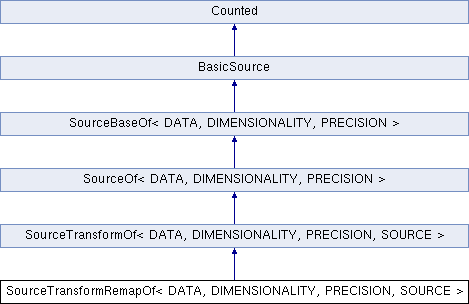 Counted
BasicSource
SourceBaseOf< DATA, DIMENSIONALITY, PRECISION >
SourceOf< DATA, DIMENSIONALITY, PRECISION >
SourceTransformOf< DATA, DIMENSIONALITY, PRECISION, SOURCE >
SourceTransformRemapOf< DATA, DIMENSIONALITY, PRECISION, SOURCE >